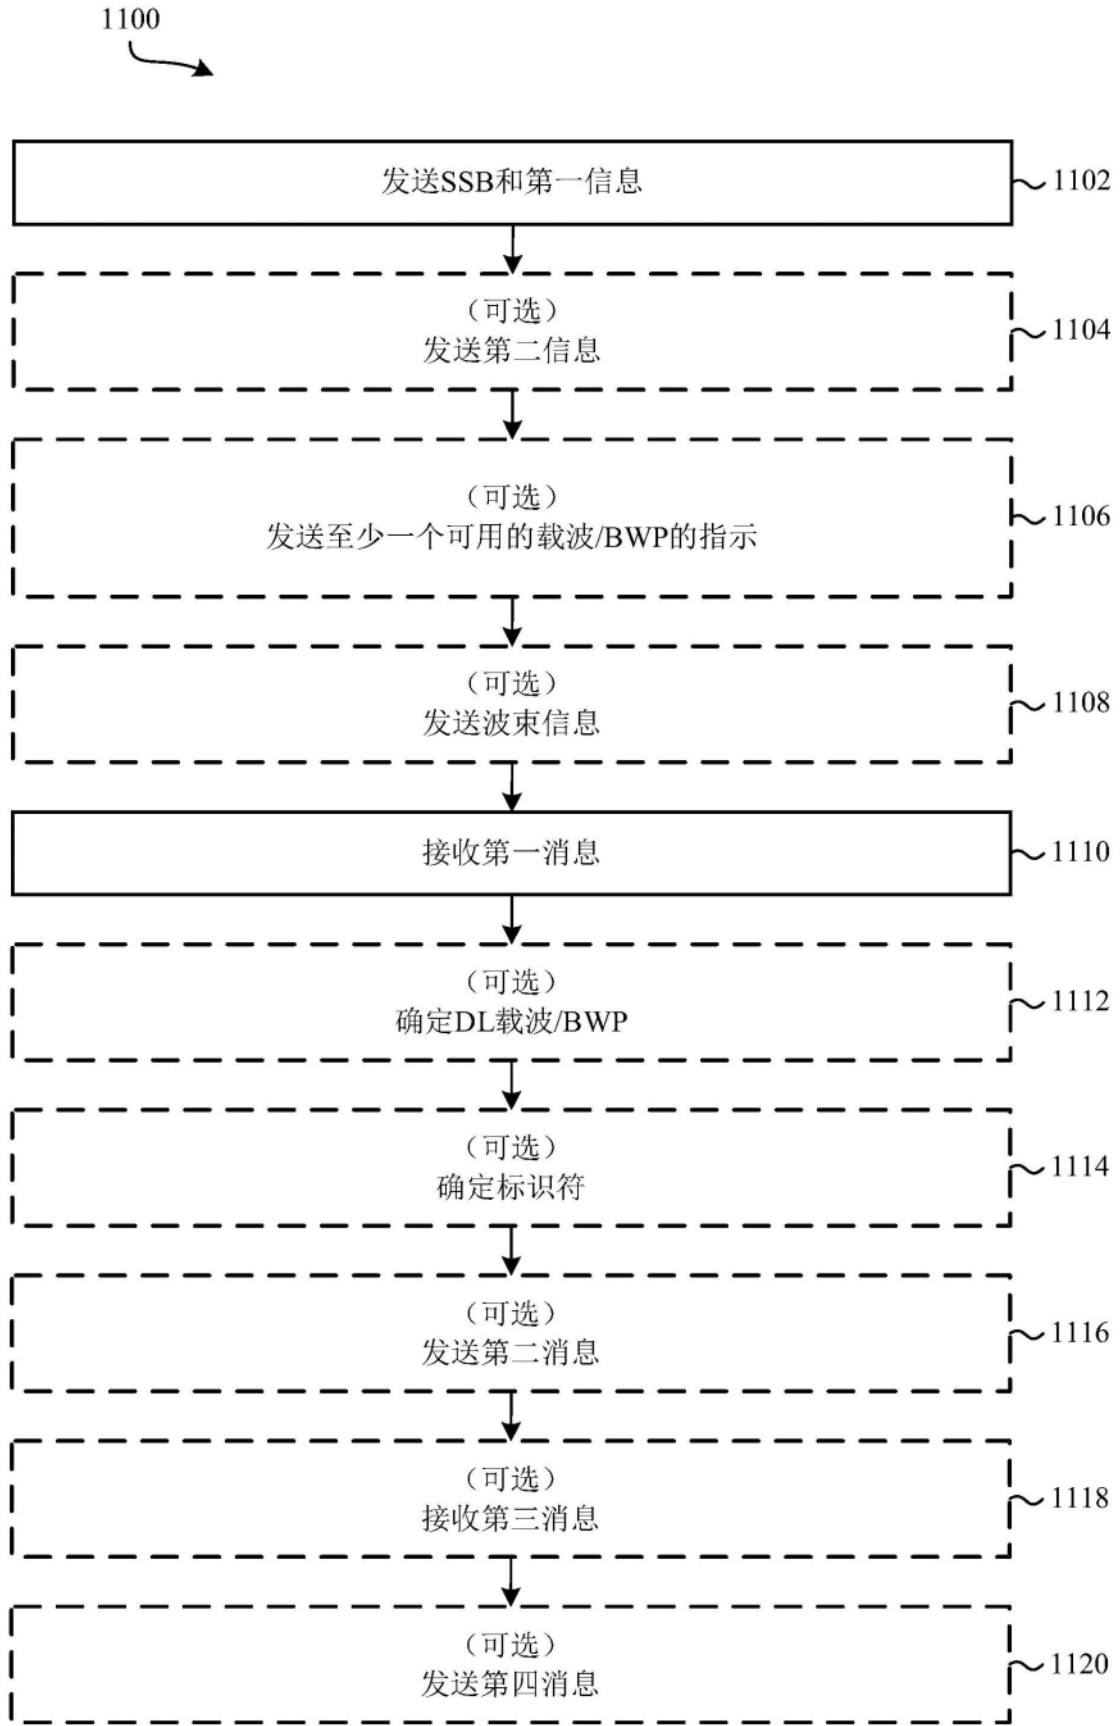 1100
发送SSB和第一信息
1102
（可选）
发送第二信息
1104
（可选）
发送至少一个可用的载波/BWP的指示
1106
（可选）
发送波束信息
1108
接收第一消息
1110
（可选）
确定DL载波/BWP
1112
（可选）
确定标识符
1114
（可选）
发送第二消息
1116
（可选）
接收第三消息
1118
（可选）
发送第四消息
1120